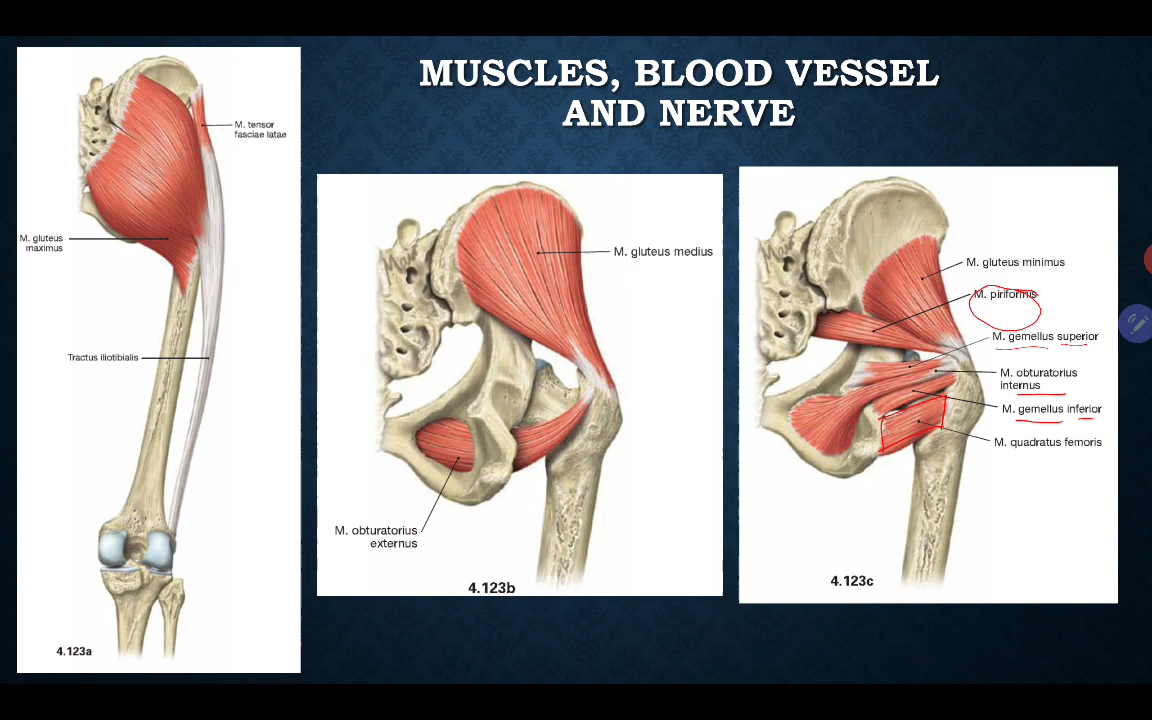 MUSCLES, BLOOD VESSEL
AND NERVE
M. tensor
fasciae latae
M. gluteus
maximus
Tractus iliotibialis
4.123a
M. gluteus medius
M. obturatorius
externus
4.123b
M. gluteus minimus
M. piriformis
M. gemellus superior
M. obturatorius
internus
M. gemellus inferior
M. quadratus femoris
4.123c